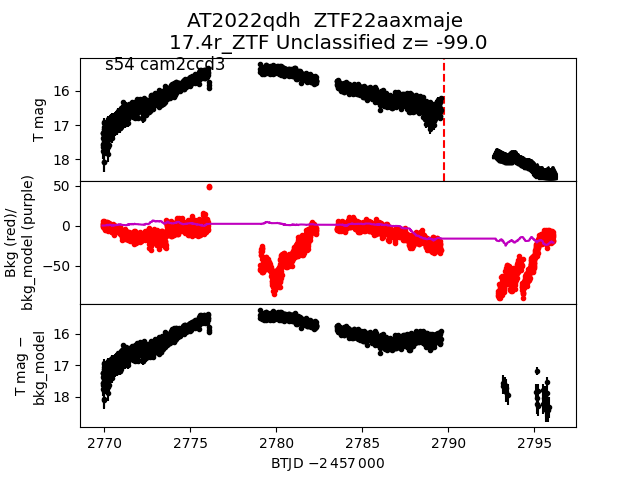 AT2022qdh  ZTF22aaxmaje
17.4r_ZTF Unclassified z= -99.0
s54 cam2ccd3
T mag
16
17
18
Bkg (red)/
bkg_model (purple)
50
0
−50
T mag −
bkg_model
16
17
18
2770
2775
2780
2785
2790
2795
BTJD −2 457 000